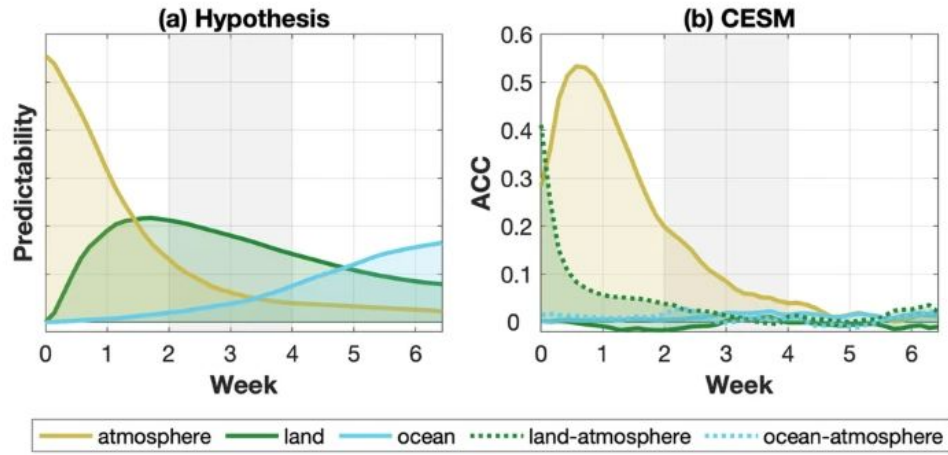 (a) Hypothesis
Predictability
0 1 2 3 4 5 6
Week
(b) CESM
ACC
0.6
0.5
0.4
0.3
0.2
0.1
0
0 1 2 3 4 5 6
Week
atmosphere land ocean land-atmosphere ocean-atmosphere